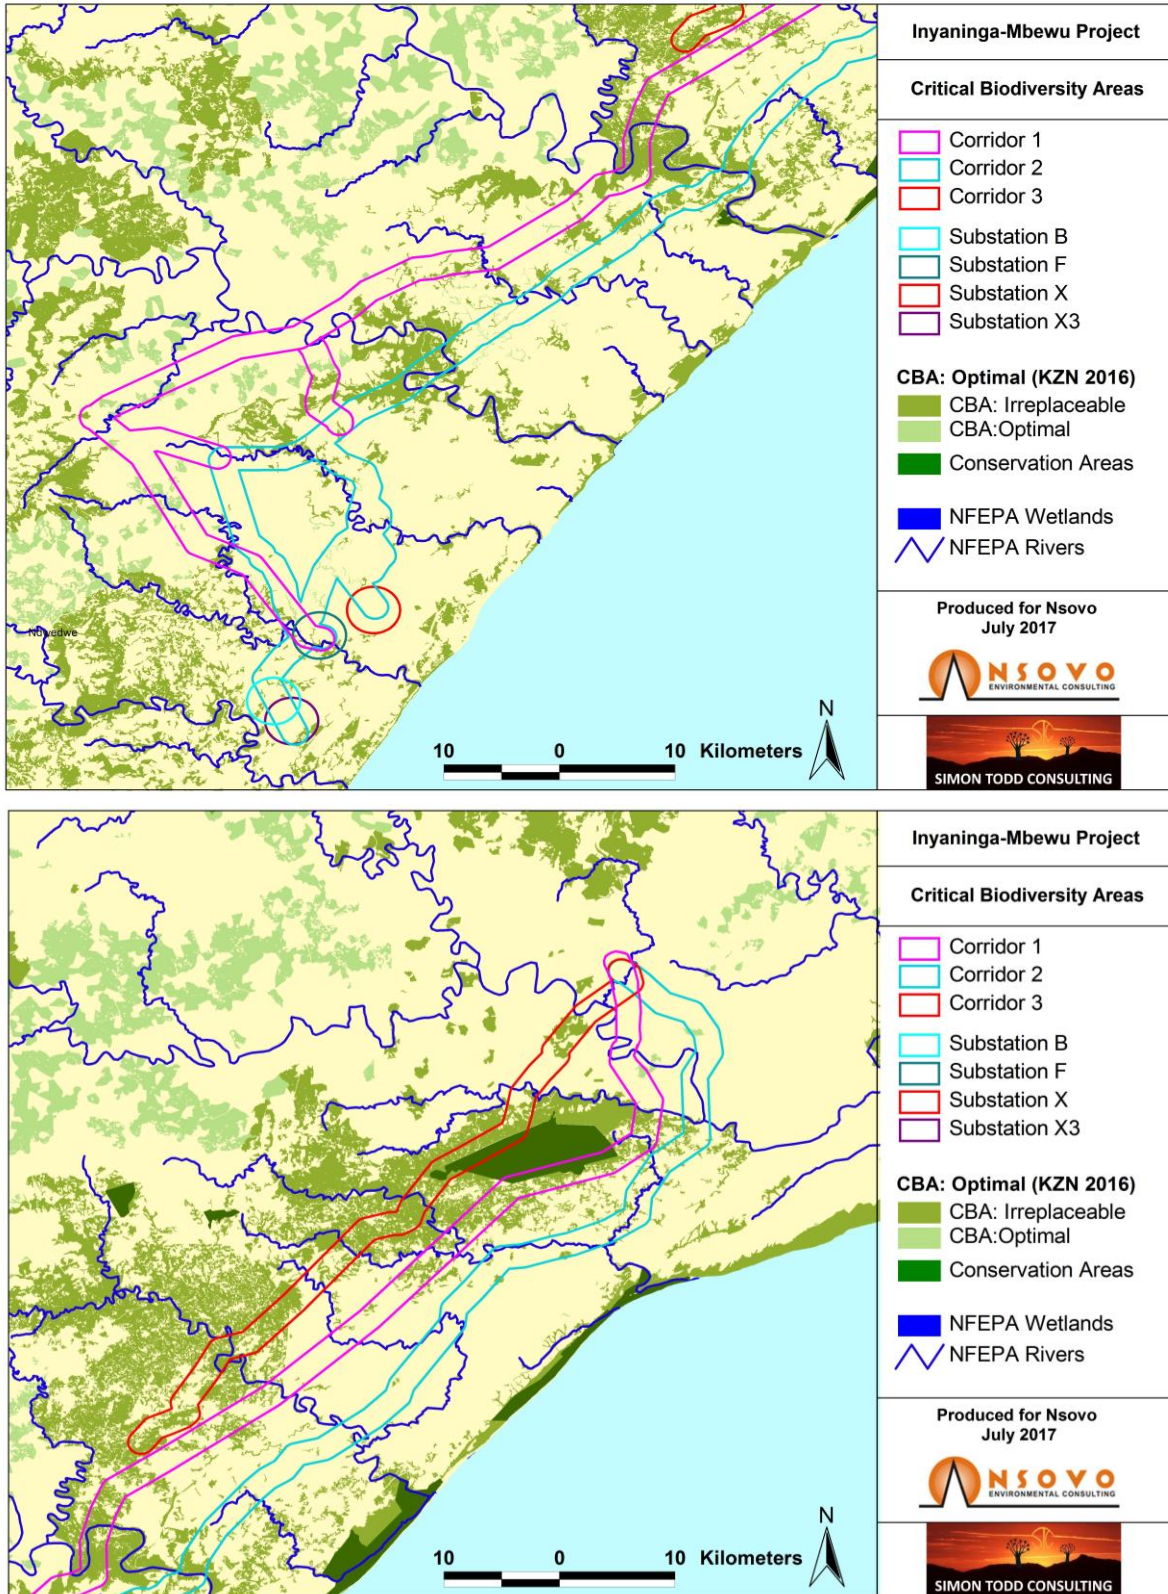 Inyaninga-Mbewu Project
Critical Biodiversity Areas
Corridor 1
Corridor 2
Corridor 3
Substation B
Substation F
Substation X
Substation X3
CBA: Optimal (KZN 2016)
CBA: Irreplaceable
CBA:Optimal
Conservation Areas
NFEPA Wetlands
NFEPA Rivers
Produced for Nsovo
July 2017
NSOVO
ENVIRONMENTAL CONSULTING
SIMON TODD CONSULTING
Ndwedwe
N
10 0 10 Kilometers
Inyaninga-Mbewu Project
Critical Biodiversity Areas
Corridor 1
Corridor 2
Corridor 3
Substation B
Substation F
Substation X
Substation X3
CBA: Optimal (KZN 2016)
CBA: Irreplaceable
CBA:Optimal
Conservation Areas
NFEPA Wetlands
NFEPA Rivers
Produced for Nsovo
July 2017
NSOVO
ENVIRONMENTAL CONSULTING
SIMON TODD CONSULTING
N
10 0 10 Kilometers